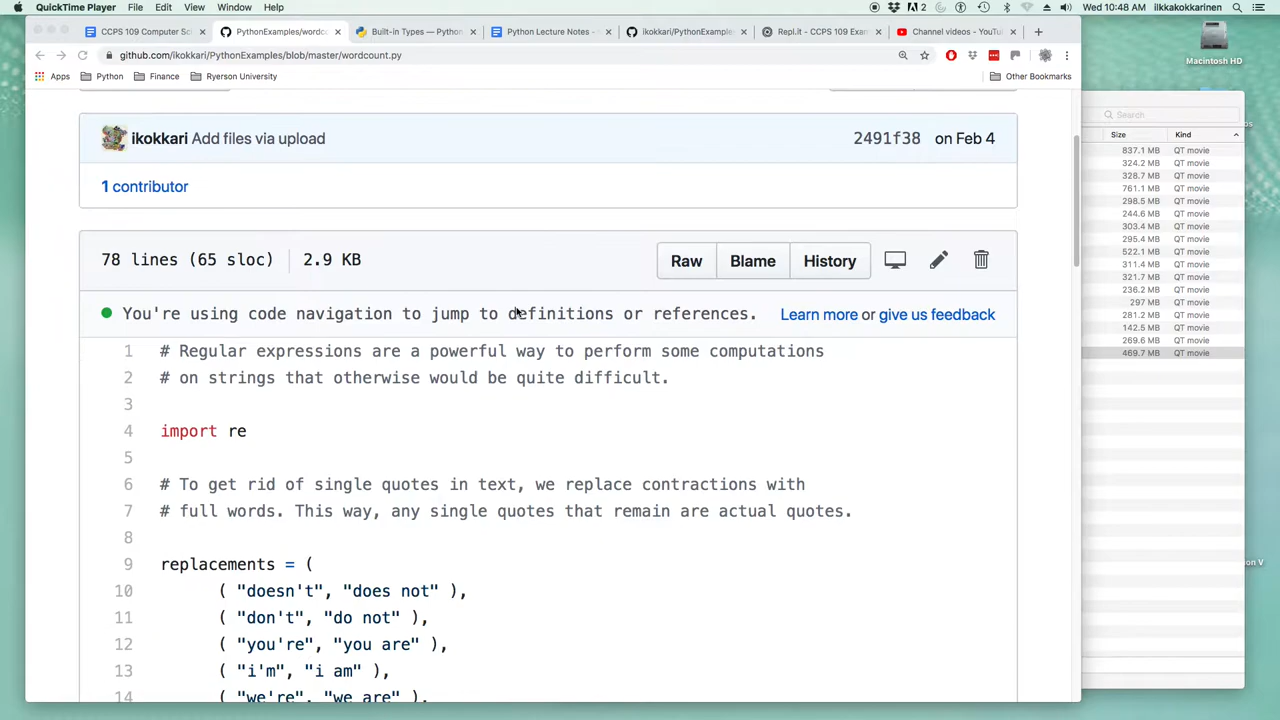 QuickTime Player File Edit View Window Help
2 Wed 10:48 AM ilkkakokkarinen
CCPS 109 Computer Sci
PythonExamples/wordco
Built-in Types — Python
Python Lecture Notes -
ikokkari/PythonExamples
Repl.it - CCPS 109 Exam
Channel videos - YouTu
github.com/ikokkari/PythonExamples/blob/master/wordcount.py
Apps Python Finance Ryerson University Other Bookmarks
Macintosh HD
ikokkari Add files via upload 2491f38 on Feb 4
1 contributor
78 lines (65 sloc) 2.9 KB Raw Blame History
You're using code navigation to jump to definitions or references. Learn more or give us feedback
1 # Regular expressions are a powerful way to perform some computations
2 # on strings that otherwise would be quite difficult.
3
4 import re
5
6 # To get rid of single quotes in text, we replace contractions with
7 # full words. This way, any single quotes that remain are actual quotes.
8
9 replacements = (
10 ( "doesn't", "does not" ),
11 ( "don't", "do not" ),
12 ( "you're", "you are" ),
13 ( "i'm", "i am" ),
14 ( "we're", "we are" ),
Search
Size Kind
837.1 MB QT movie
324.2 MB QT movie
328.7 MB QT movie
761.1 MB QT movie
298.5 MB QT movie
244.6 MB QT movie
303.4 MB QT movie
295.4 MB QT movie
522.1 MB QT movie
311.4 MB QT movie
321.7 MB QT movie
236.2 MB QT movie
297 MB QT movie
281.2 MB QT movie
142.5 MB QT movie
269.6 MB QT movie
469.7 MB QT movie